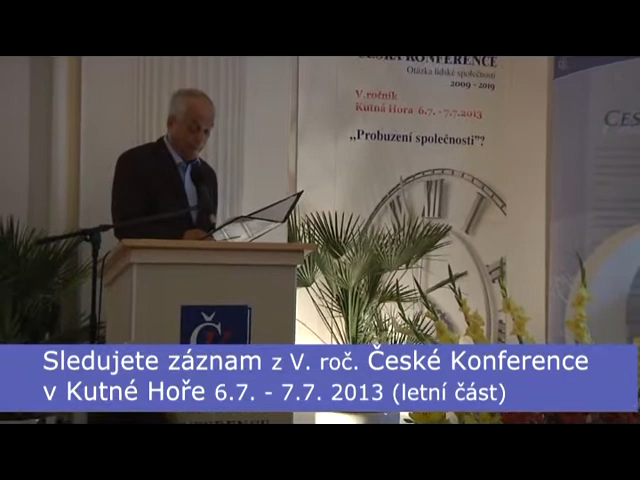 ČESKÁ KONFERENCE
Otázka lidské společnosti
2009 - 2019
V.ročník
Kutná Hora 6.7. - 7.7.2013
„Probuzení společnosti"?
Sledujete záznam z V. roč. České Konference
v Kutné Hoře 6.7. - 7.7. 2013 (letní část)